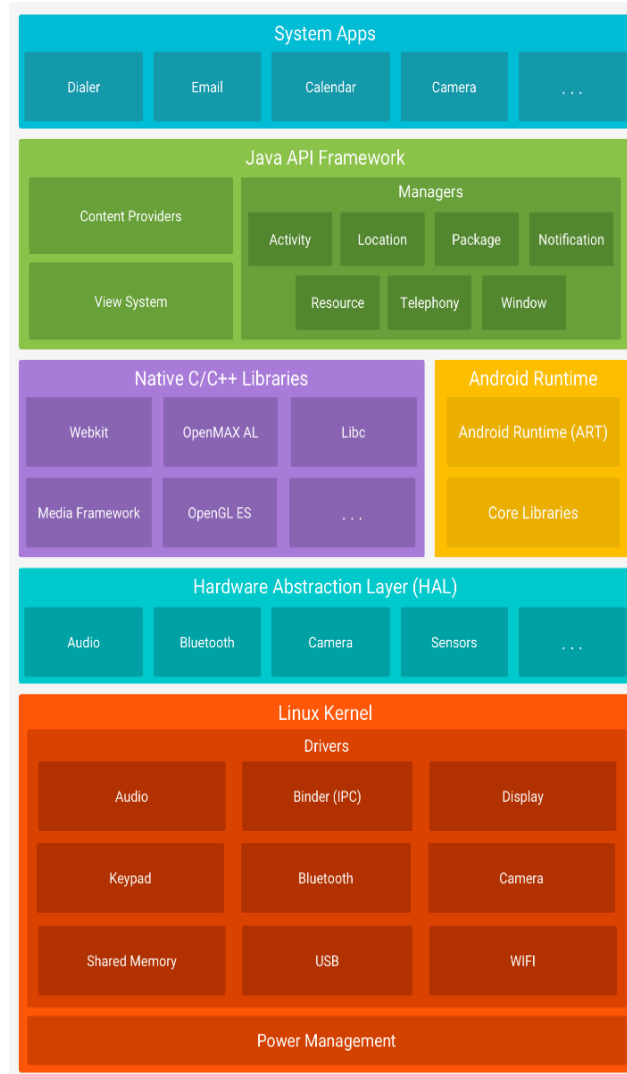 System Apps
Dialer
Email
Calendar
Camera
. . .
Java API Framework
Content Providers
View System
Managers
Activity
Location
Package
Notification
Resource
Telephony
Window
Native C/C++ Libraries
Webkit
OpenMAX AL
Libc
Media Framework
OpenGL ES
. . .
Android Runtime
Android Runtime (ART)
Core Libraries
Hardware Abstraction Layer (HAL)
Audio
Bluetooth
Camera
Sensors
. . .
Linux Kernel
Drivers
Audio
Binder (IPC)
Display
Keypad
Bluetooth
Camera
Shared Memory
USB
WIFI
Power Management